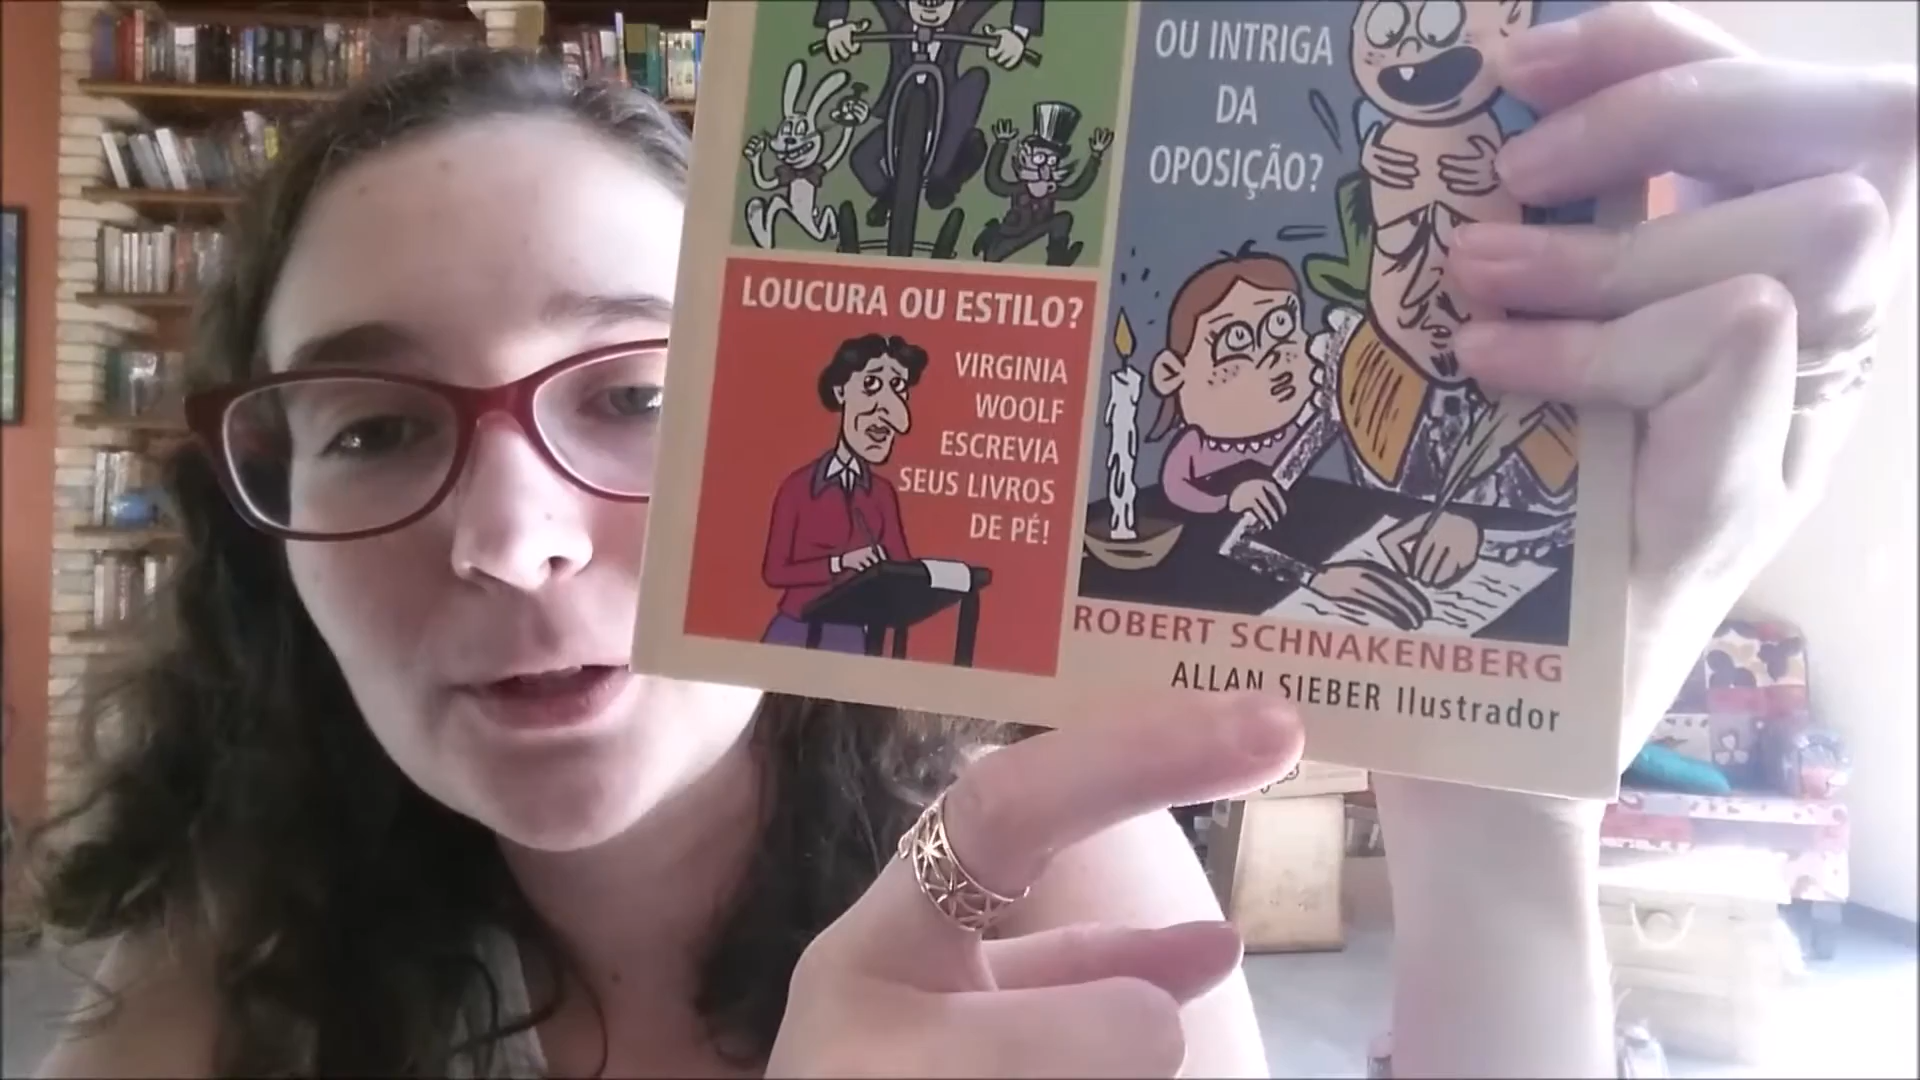 OU INTRIGA
DA
OPOSIÇÃO?
LOUCURA OU ESTILO?
VIRGINIA
WOOLF
ESCREVIA
SEUS LIVROS
DE PÉ!
ROBERT SCHNAKENBERG
ALLAN SIEBER Ilustrador